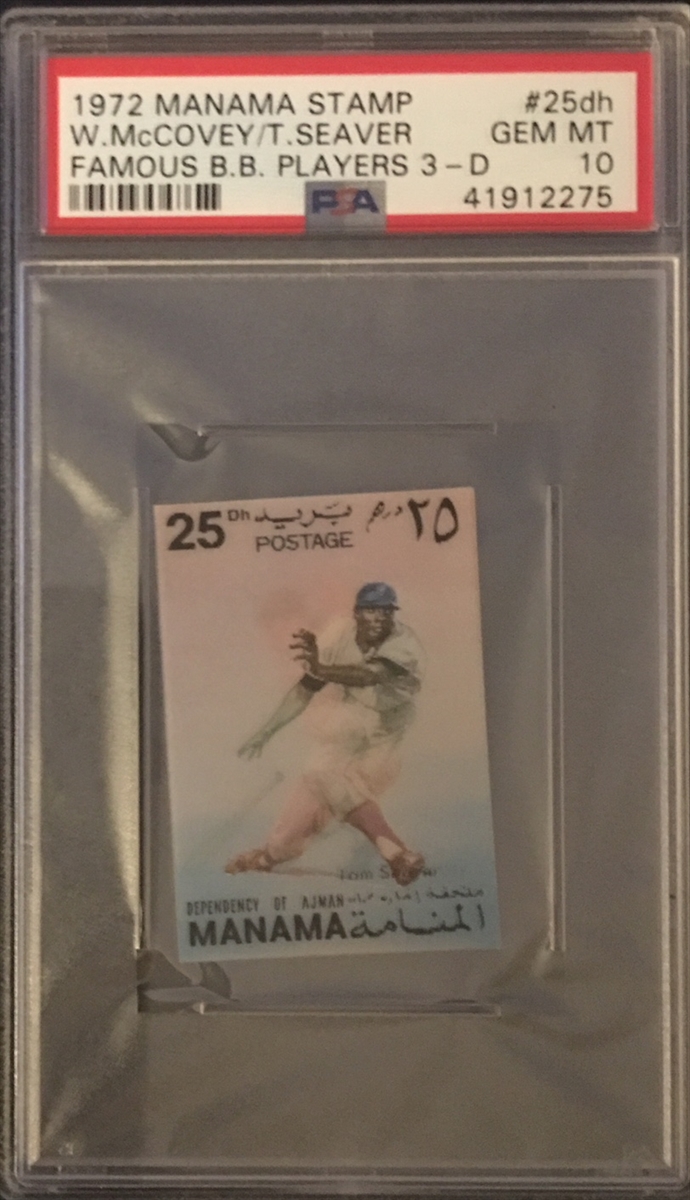 1972 MANAMA STAMP #25dh
W.McCOVEY/T.SEAVER GEM MT
FAMOUS B.B. PLAYERS 3-D 10
PSA 41912275
25 Dh بريد درهم ٢٥
POSTAGE
Tom
DEPENDENCY OF AJMAN
MANAMA المنامة